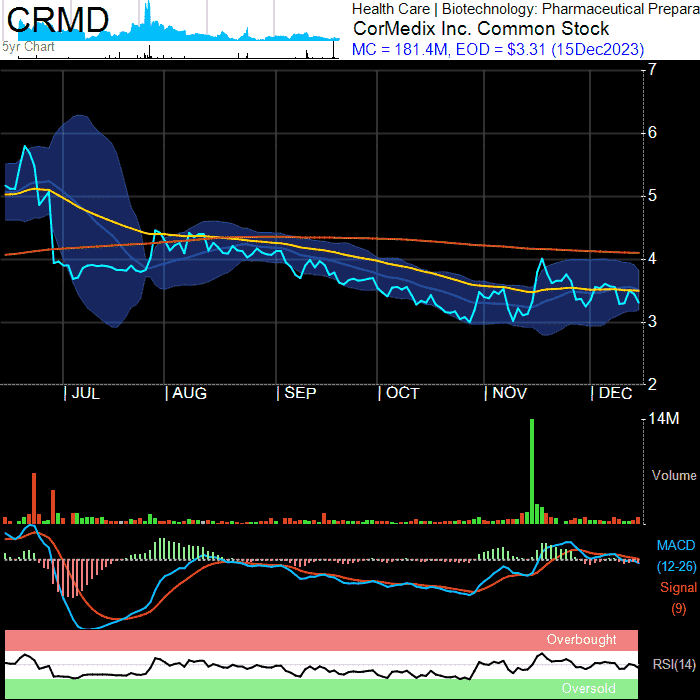 CRMD
5yr Chart
Health Care | Biotechnology: Pharmaceutical Prepara
CorMedix Inc. Common Stock
MC = 181.4M, EOD = $3.31 (15Dec2023)
7
6
5
4
3
2
| JUL | AUG | SEP | OCT | NOV | DEC
14M
Volume
MACD
(12-26)
Signal
(9)
Overbought
RSI(14)
Oversold